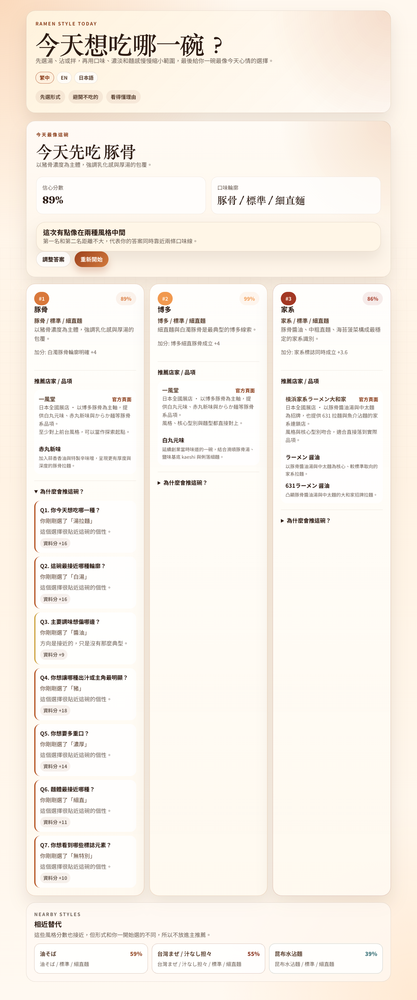 RAMEN STYLE TODAY
今天想吃哪一碗？
先選湯、沾或拌，再用口味、濃淡和麵感慢慢縮小範圍，最後給你一碗最像今天心情的選擇。
繁中 EN 日本語
先選形式 避開不吃的 看得懂理由
今天最像這碗
今天先吃 豚骨
以豬骨濃度為主體，強調乳化感與厚湯的包覆。
信心分數
89%
口味輪廓
豚骨 / 標準 / 細直麵
這次有點像在兩種風格中間
第一名和第二名距離不大，代表你的答案同時靠近兩條口味線。
調整答案 重新開始
#1 89%
豚骨
豚骨 / 標準 / 細直麵
以豬骨濃度為主體，強調乳化感與厚湯的
包覆。
加分: 白濁豚骨輪廓明確 +4
推薦店家 / 品項
一風堂 官方頁面
日本全國展店 ・ 以博多豚骨為主軸，提
供白丸元味、赤丸新味與からか麺等豚骨
系品項。
至少對上前台風格，可以當作探索起點。
赤丸新味
加入蒜香香油與特製辛味噌，呈現更有厚度與
深度的豚骨拉麵。
▼ 為什麼會推這碗？
Q1. 你今天想吃哪一種？
你剛剛選了「湯拉麵」
這個選擇很貼近這碗的個性。
資料分 +16
Q2. 這碗最接近哪種輪廓？
你剛剛選了「白湯」
這個選擇很貼近這碗的個性。
資料分 +16
Q3. 主要調味想偏哪邊？
你剛剛選了「醬油」
方向是接近的，只是沒有那麼典型。
資料分 +9
Q4. 你想讓哪種出汁或主角最明顯？
你剛剛選了「豬」
這個選擇很貼近這碗的個性。
資料分 +18
Q5. 你想要多重口？
你剛剛選了「濃厚」
這個選擇很貼近這碗的個性。
資料分 +14
Q6. 麵體最接近哪種？
你剛剛選了「細直」
這個選擇很貼近這碗的個性。
資料分 +11
Q7. 你想看到哪些標誌元素？
你剛剛選了「無特別」
這個選擇很貼近這碗的個性。
資料分 +10
#2 99%
博多
博多 / 標準 / 細直麵
細直麵與白濁豚骨是最典型的博多線索。
加分: 博多細直豚骨成立 +4
推薦店家 / 品項
一風堂 官方頁面
日本全國展店 ・ 以博多豚骨為主軸，提
供白丸元味、赤丸新味與からか麺等豚骨
系品項。
風格、核心型別與麵型都直接對上。
白丸元味
延續創業當時味道的一碗，結合滑順豚骨湯、
鹽味基底 kaeshi 與俐落細麵。
▶ 為什麼會推這碗？
#3 86%
家系
家系 / 標準 / 細直麵
豚骨醬油、中粗直麵、海苔菠菜構成最穩
定的家系識別。
加分: 家系標誌同時成立 +3.6
推薦店家 / 品項
横浜家系ラーメン大和家 官方頁面
日本全國展店 ・ 以豚骨醬油湯與中太麵
為招牌，也提供 631 拉麵與魚介沾麵的家
系連鎖店。
風格與核心型別吻合，適合直接落到實際
品項。
ラーメン 醤油
以豚骨醬油湯與中太麵為核心、較標準取向的
家系拉麵。
631ラーメン 醤油
凸顯豚骨醬油湯與中太麵的大和家招牌拉麵。
▶ 為什麼會推這碗？
NEARBY STYLES
相近替代
這些風格分數也接近，但形式和你一開始選的不同，所以不放進主推薦。
油そば 59%
油そば / 標準 / 細直麵
台灣まぜ / 汁なし担々 55%
台灣まぜ / 汁なし担々 / 標準 / 細直麵
昆布水沾麵 39%
昆布水沾麵 / 標準 / 細直麵